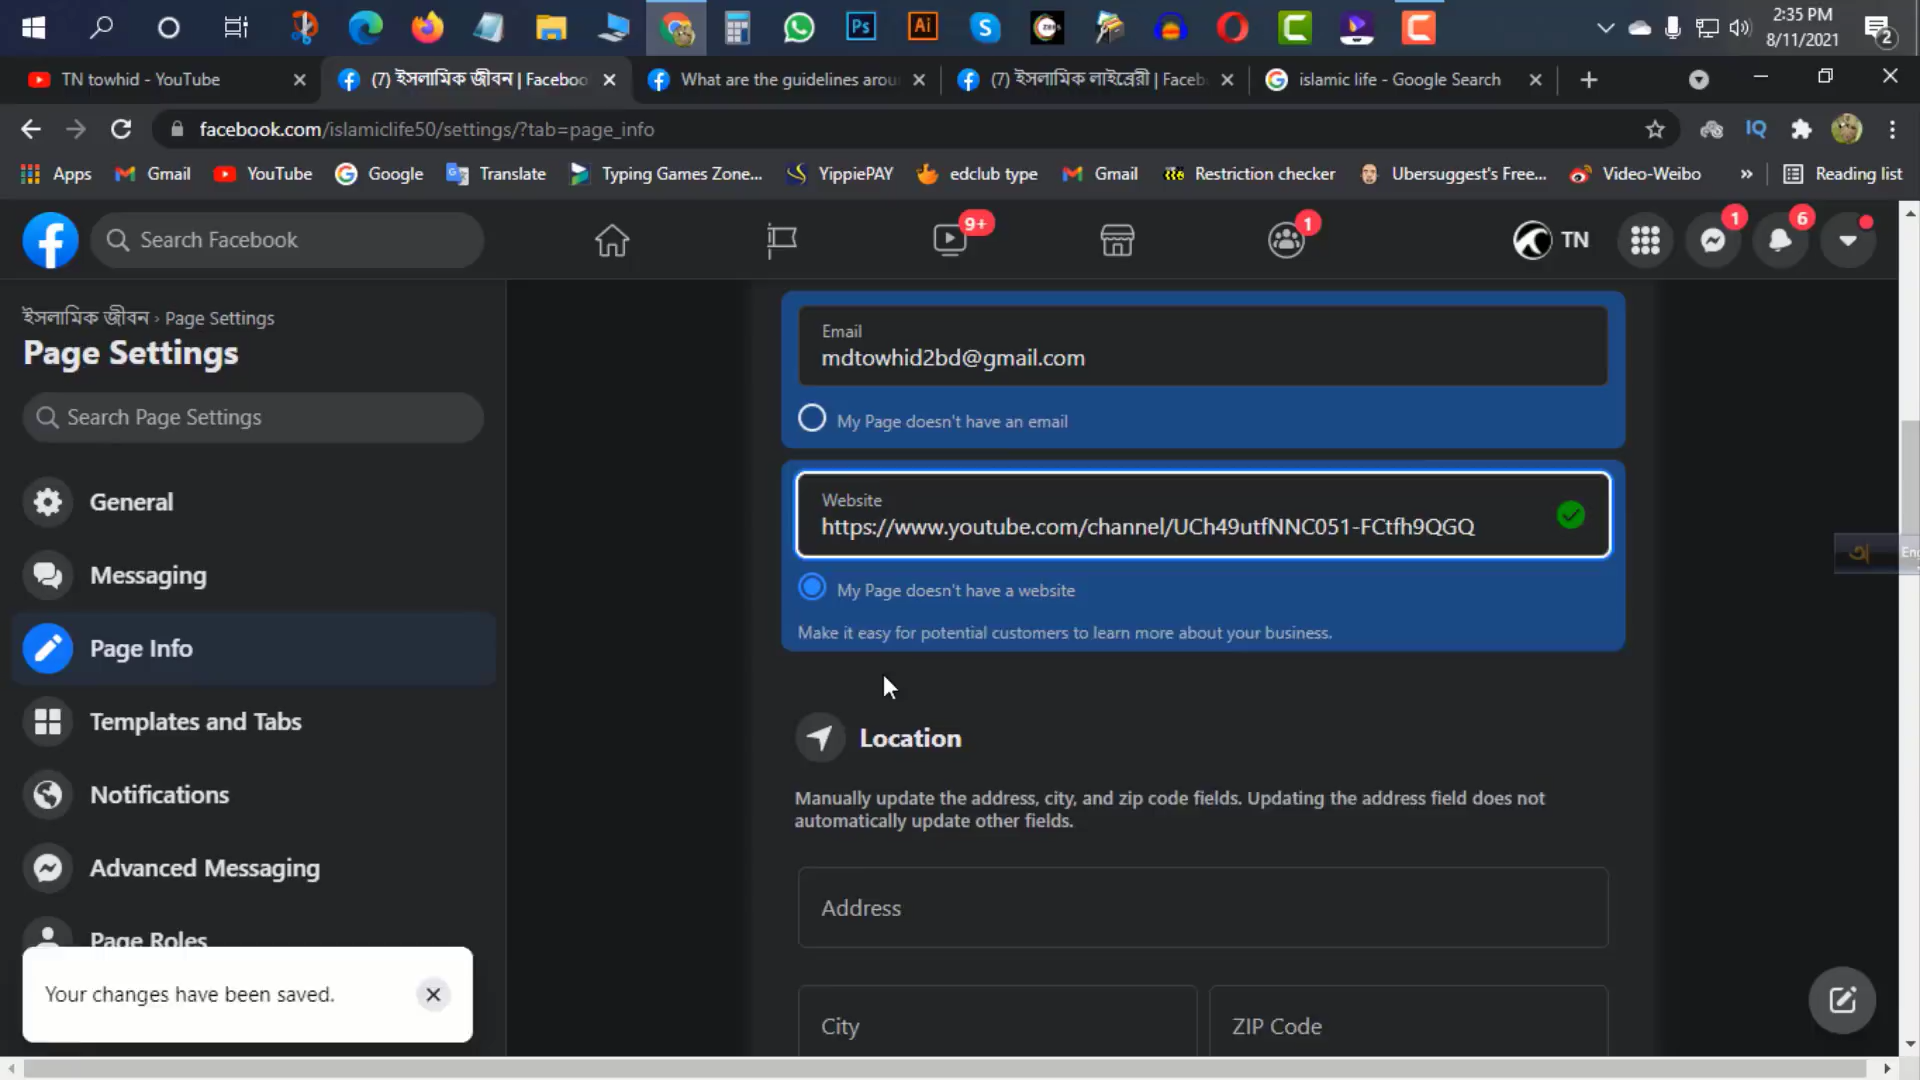 2:35 PM
8/11/2021
2
TN towhid - YouTube
(7) ইসলামিক জীবন | Faceboo
What are the guidelines arou
(7) ইসলামিক লাইব্রেরী | Faceb
islamic life - Google Search
facebook.com/islamiclife50/settings/?tab=page_info
IQ
Apps
Gmail
YouTube
Google
Translate
Typing Games Zone...
YippiePAY
edclub type
Gmail
Restriction checker
Ubersuggest's Free...
Video-Weibo
»
Reading list
Search Facebook
9+
1
TN
1
6
ইসলামিক জীবন › Page Settings
Page Settings
Search Page Settings
General
Messaging
Page Info
Templates and Tabs
Notifications
Advanced Messaging
Page Roles
Your changes have been saved.
Email
mdtowhid2bd@gmail.com
My Page doesn't have an email
Website
https://www.youtube.com/channel/UCh49utfNNC051-FCtfh9QGQ
My Page doesn't have a website
Make it easy for potential customers to learn more about your business.
অ
Eng
Location
Manually update the address, city, and zip code fields. Updating the address field does not
automatically update other fields.
Address
City
ZIP Code